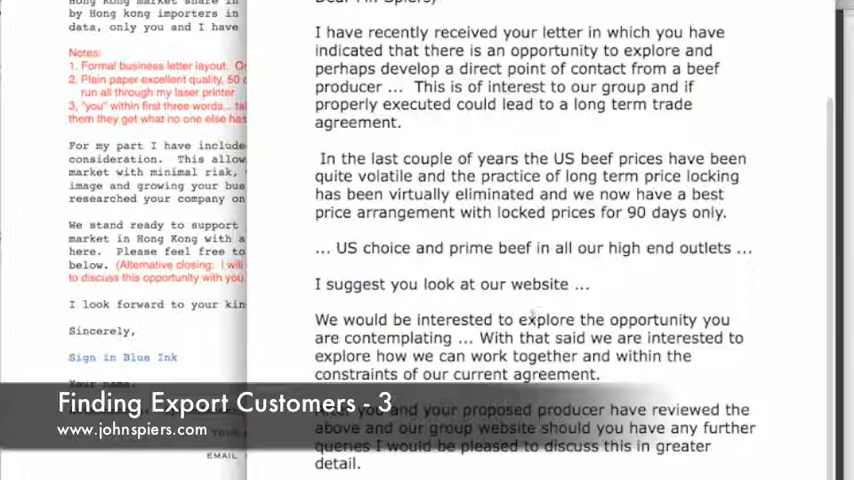 Hong Kong market share in
by Hong kong importers in
data, only you and I have
Notes:
1. Formal business letter layout.
2. Plain paper excellent quality, 50
run all through my laser printer
3, "you" within first three words...
them they get what no one else has
For my part I have include
consideration. This allow
market with minimal risk,
image and growing your bus
researched your company on
We stand ready to support
market in Hong Kong with a
here. Please feel free to
below. (Alternative closing: I will
to discuss this opportunity with you
I look forward to your kin
Sincerely,
Sign in Blue Ink
Your name
EMAIL
I have recently received your letter in which you have
indicated that there is an opportunity to explore and
perhaps develop a direct point of contact from a beef
producer ... This is of interest to our group and if
properly executed could lead to a long term trade
agreement.
In the last couple of years the US beef prices have been
quite volatile and the practice of long term price locking
has been virtually eliminated and we now have a best
price arrangement with locked prices for 90 days only.
... US choice and prime beef in all our high end outlets ...
I suggest you look at our website ...
We would be interested to explore the opportunity you
are contemplating ... With that said we are interested to
explore how we can work together and within the
constraints of our current agreement.
After you and your proposed producer have reviewed the
above and our group website should you have any further
queries I would be pleased to discuss this in greater
detail.
Finding Export Customers - 3
www.johnspiers.com